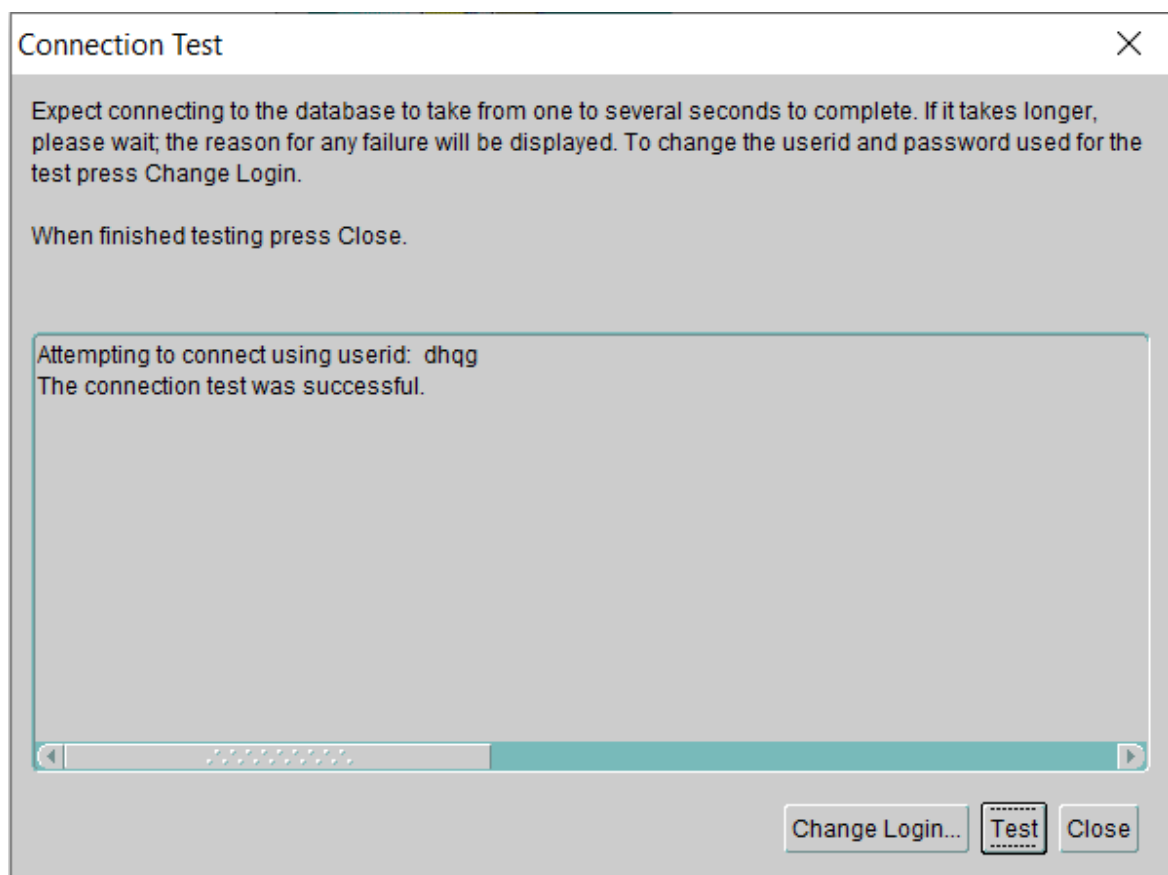 Connection Test
Expect connecting to the database to take from one to several seconds to complete. If it takes longer,
please wait; the reason for any failure will be displayed. To change the userid and password used for the
test press Change Login.
When finished testing press Close.
Attempting to connect using userid:  dhqg
The connection test was successful.
Change Login... Test Close